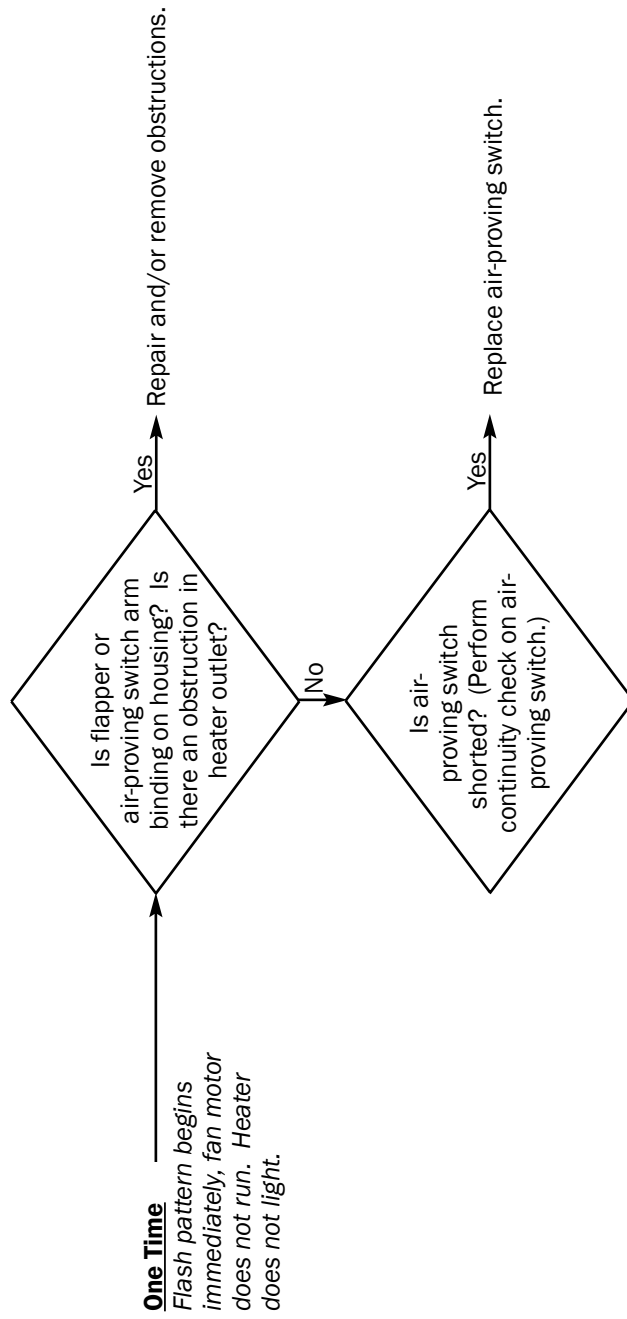 One Time
Flash pattern begins
immediately, fan motor
does not run.  Heater
does not light.
Is flapper or
air-proving switch arm
binding on housing?  Is
there an obstruction in
heater outlet?
Yes
Repair and/or remove obstructions.
No
Is air-
proving switch
shorted?  (Perform
continuity check on air-
proving switch.)
Yes
Replace air-proving switch.